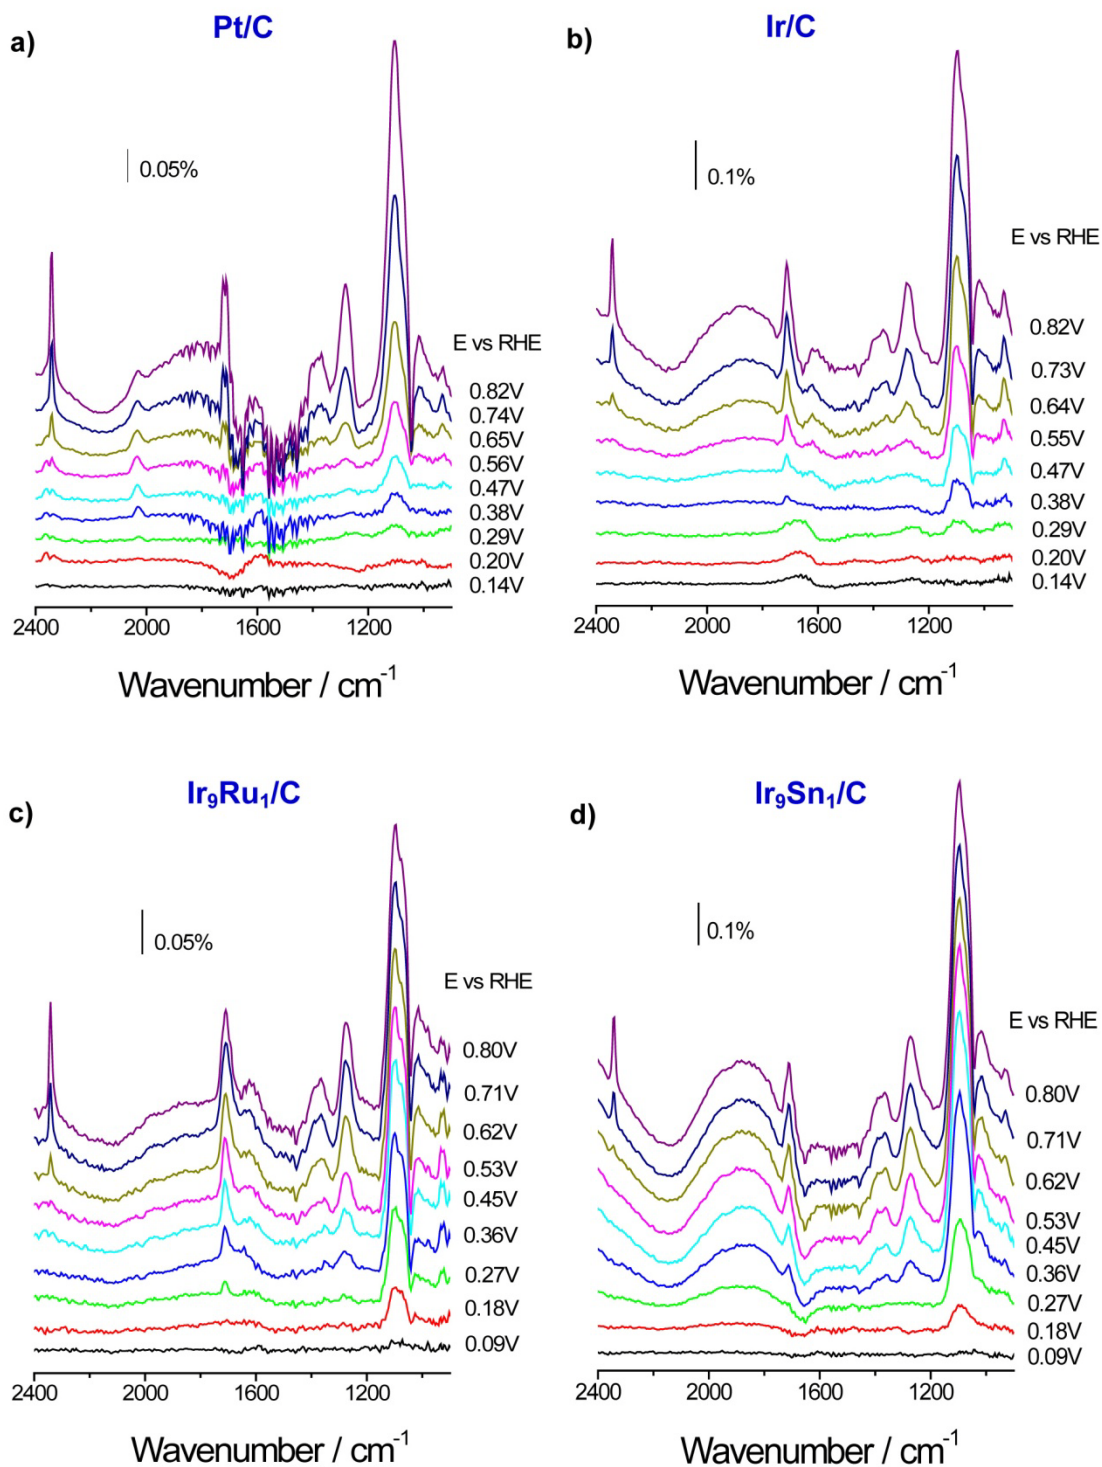 a)
Pt/C
0.05%
E vs RHE
0.82V
0.74V
0.65V
0.56V
0.47V
0.38V
0.29V
0.20V
0.14V
2400 2000 1600 1200
Wavenumber / cm⁻¹
b)
Ir/C
0.1%
E vs RHE
0.82V
0.73V
0.64V
0.55V
0.47V
0.38V
0.29V
0.20V
0.14V
2400 2000 1600 1200
Wavenumber / cm⁻¹
c)
Ir₉Ru₁/C
0.05%
E vs RHE
0.80V
0.71V
0.62V
0.53V
0.45V
0.36V
0.27V
0.18V
0.09V
2400 2000 1600 1200
Wavenumber / cm⁻¹
d)
Ir₉Sn₁/C
0.1%
E vs RHE
0.80V
0.71V
0.62V
0.53V
0.45V
0.36V
0.27V
0.18V
0.09V
2400 2000 1600 1200
Wavenumber / cm⁻¹